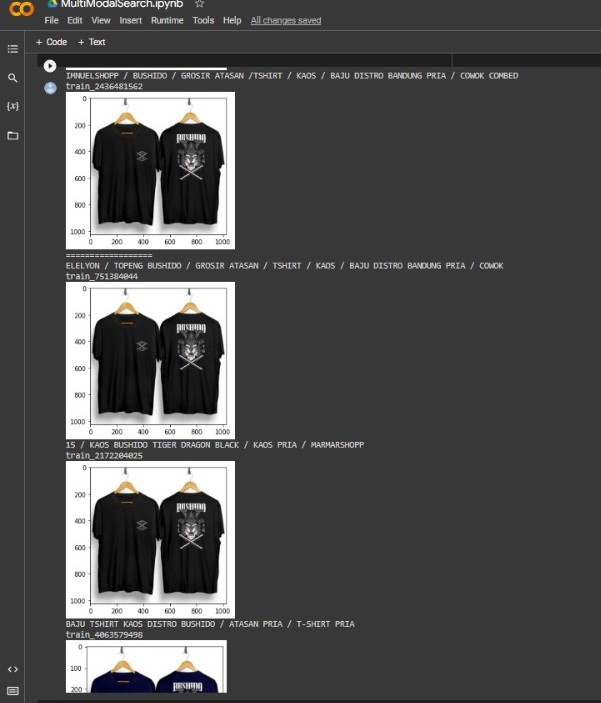 MultiModalSearch.ipynb
File Edit View Insert Runtime Tools Help All changes saved
+ Code + Text
IMNUELSHOPP / BUSHIDO / GROSIR ATASAN /TSHIRT / KAOS / BAJU DISTRO BANDUNG PRIA / COWOK COMBED
train_2436481562
0
200
400
600
800
1000
BUSHIDO
0 200 400 600 800 1000
==================
ELELYON / TOPENG BUSHIDO / GROSIR ATASAN / TSHIRT / KAOS / BAJU DISTRO BANDUNG PRIA / COWOK
train_751384044
0
200
400
600
800
1000
BUSHIDO
0 200 400 600 800 1000
15 / KAOS BUSHIDO TIGER DRAGON BLACK / KAOS PRIA / MARMARSHOPP
train_2172204025
0
200
400
600
800
1000
BUSHIDO
0 200 400 600 800 1000
BAJU TSHIRT KAOS DISTRO BUSHIDO / ATASAN PRIA / T-SHIRT PRIA
train_4063579498
0
100
200
BUSHIDO
{x}
<>